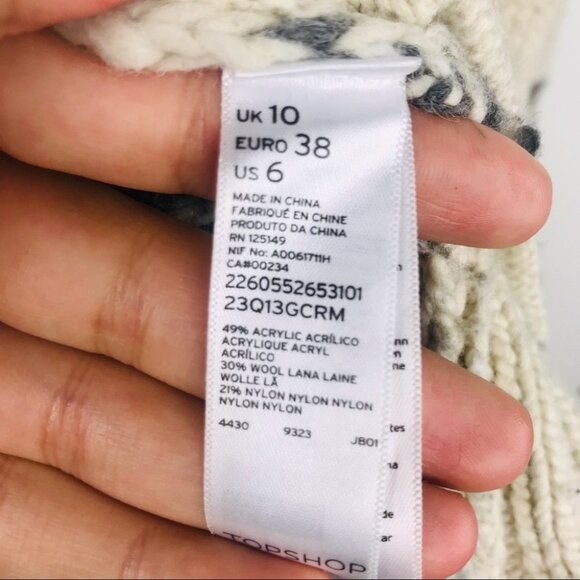 UK 10
EURO 38
US 6
MADE IN CHINA
FABRIQUÉ EN CHINE
PRODUTO DA CHINA
RN 125149
NIF No: A0061711H
CA#00234
2260552653101
23Q13GCRM
49% ACRYLIC ACRÍLICO
ACRYLIQUE ACRYL
ACRÍLICO
30% WOOL LANA LAINE
WOLLE LÃ
21% NYLON NYLON NYLON
NYLON NYLON
4430 9323 JB01
TOPSHOP